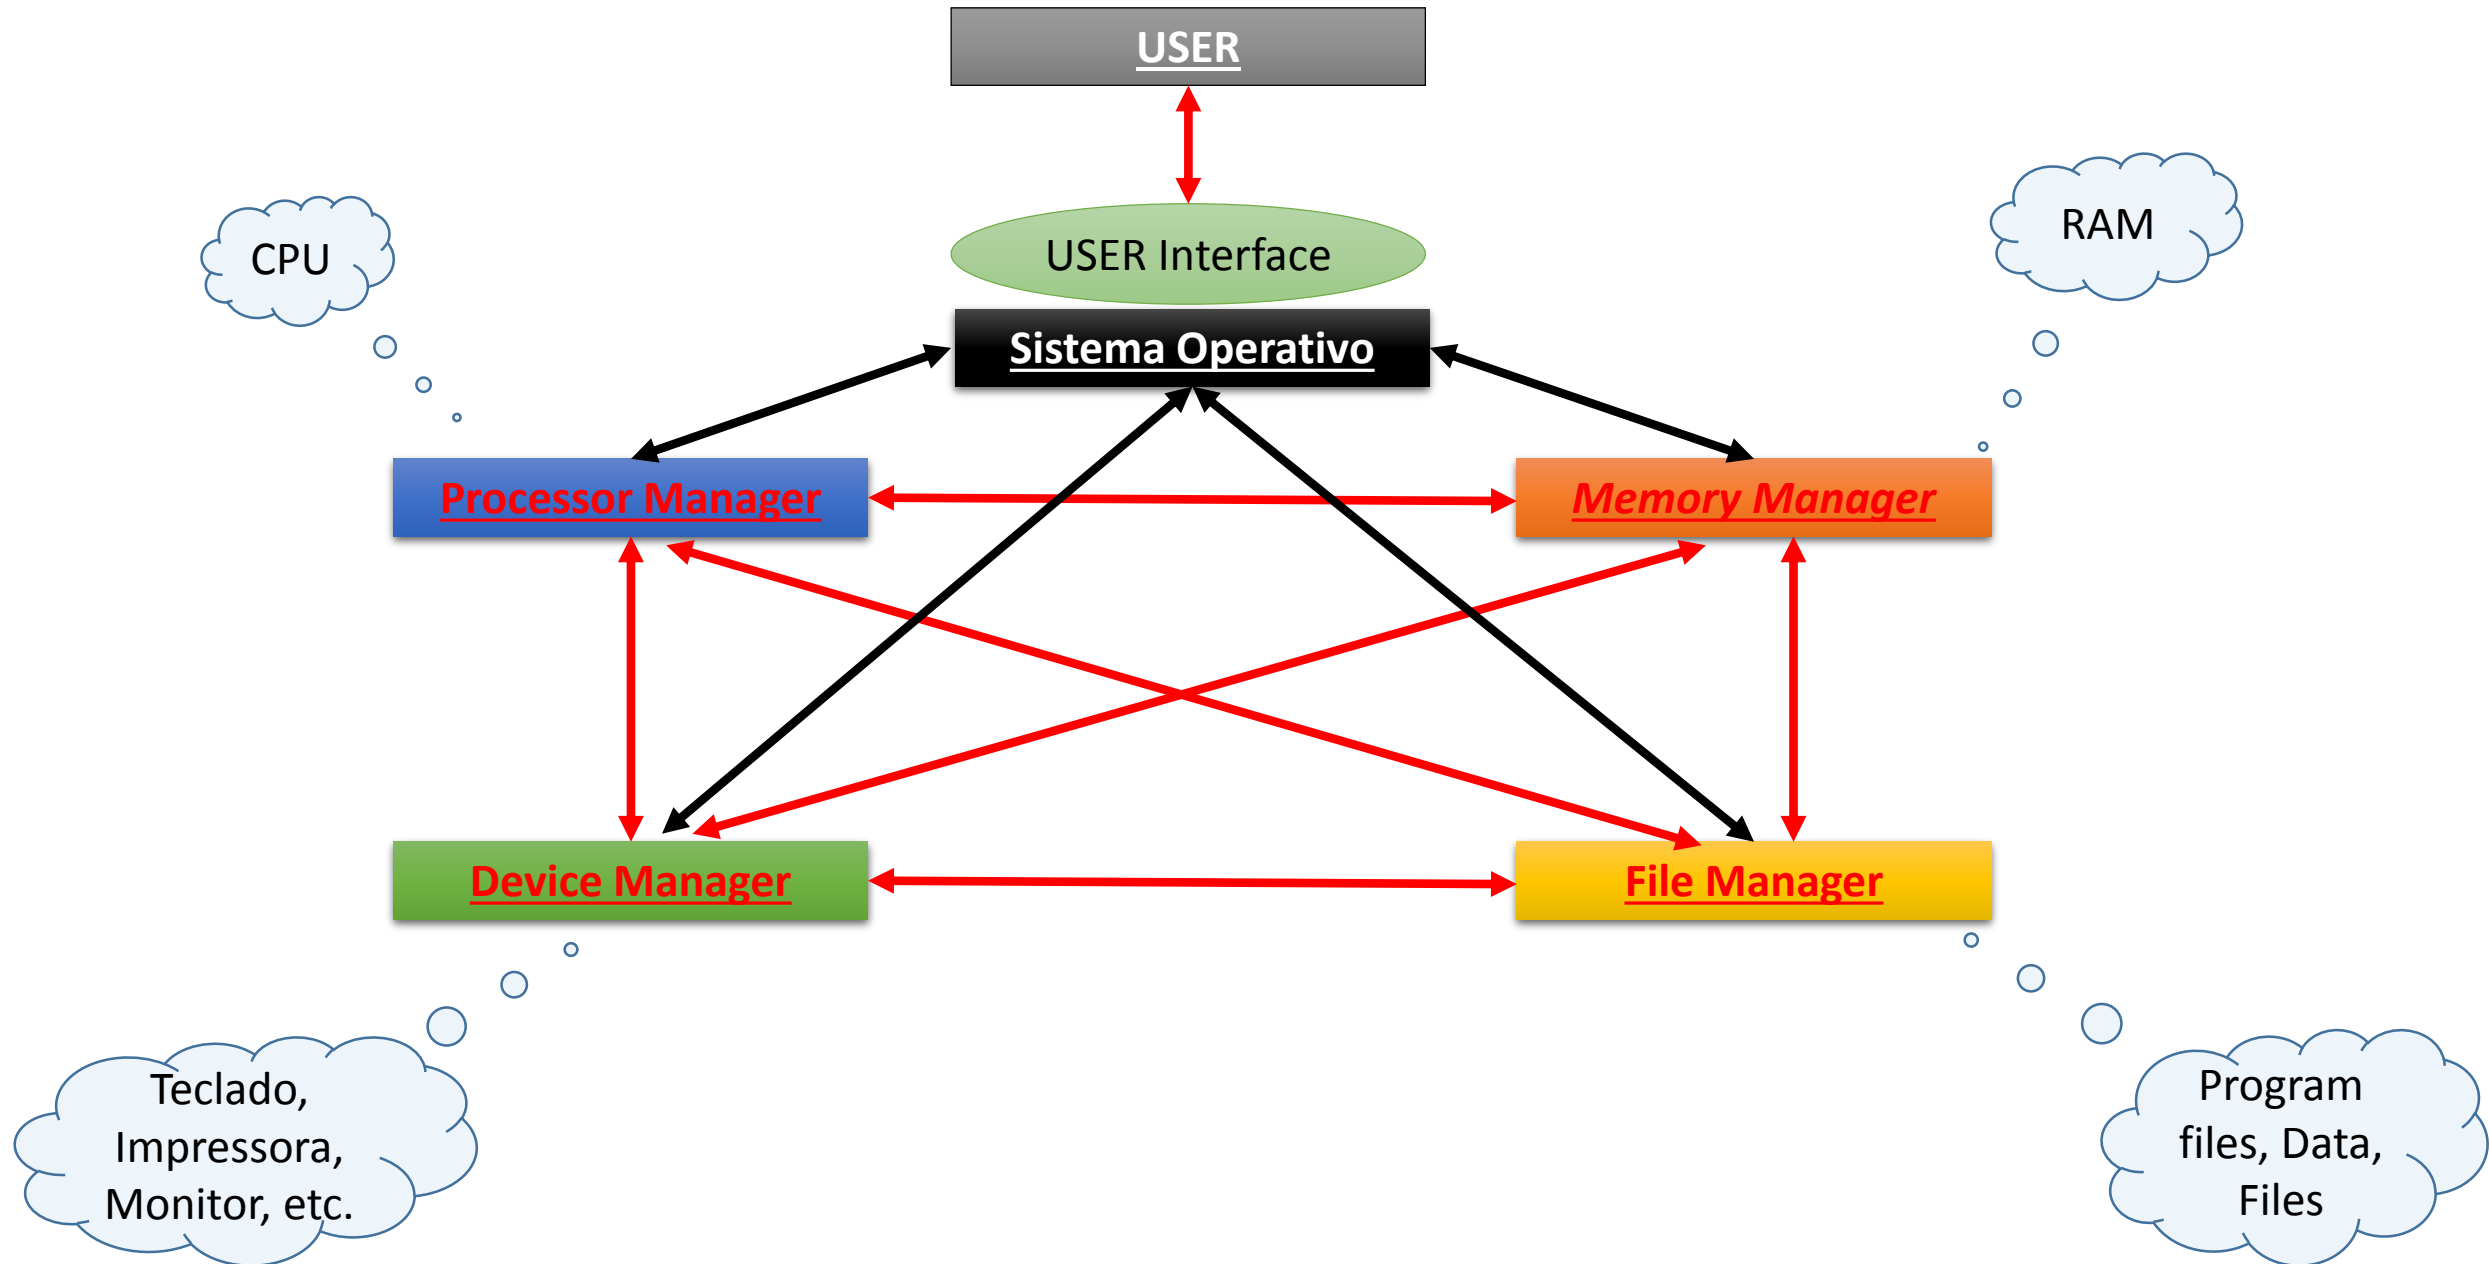 USER
USER Interface
CPU
RAM
Sistema Operativo
Processor Manager
Memory Manager
Device Manager
File Manager
Teclado,
Impressora,
Monitor, etc.
Program
files, Data,
Files